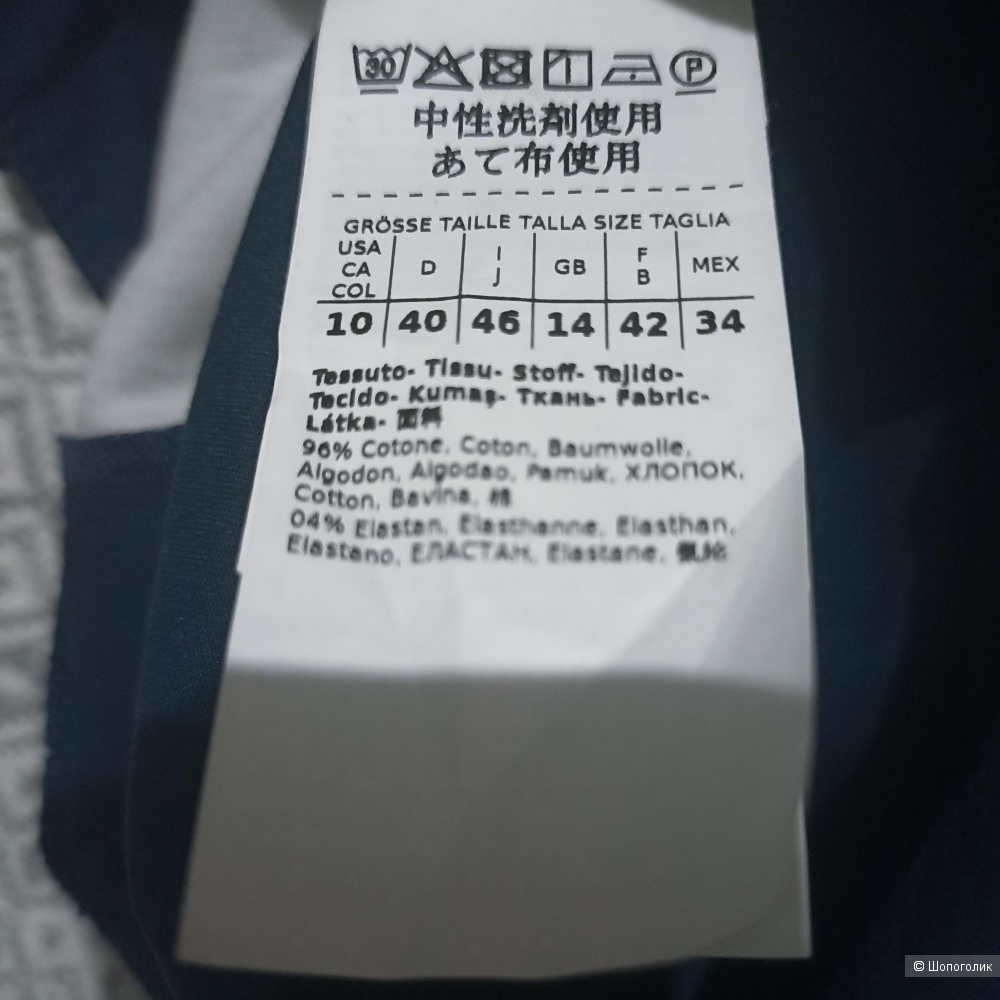 30 P
中性洗剤使用
あて布使用
GRÖSSE TAILLE TALLA SIZE TAGLIA
USA CA COL D I J GB F B MEX
10 40 46 14 42 34
Tessuto- Tissu- Stoff- Tejido-
Tecido- Kumaş- Ткань- Fabric-
Látka- 面料
96% Cotone, Coton, Baumwolle,
Algodon, Algodao, Pamuk, ХЛОПОК,
Cotton, Bavlna, 棉
04% Elastan, Elasthanne, Elasthan,
Elastano, ЕЛАСТАН, Elastane, 氨纶
© Шопоголик